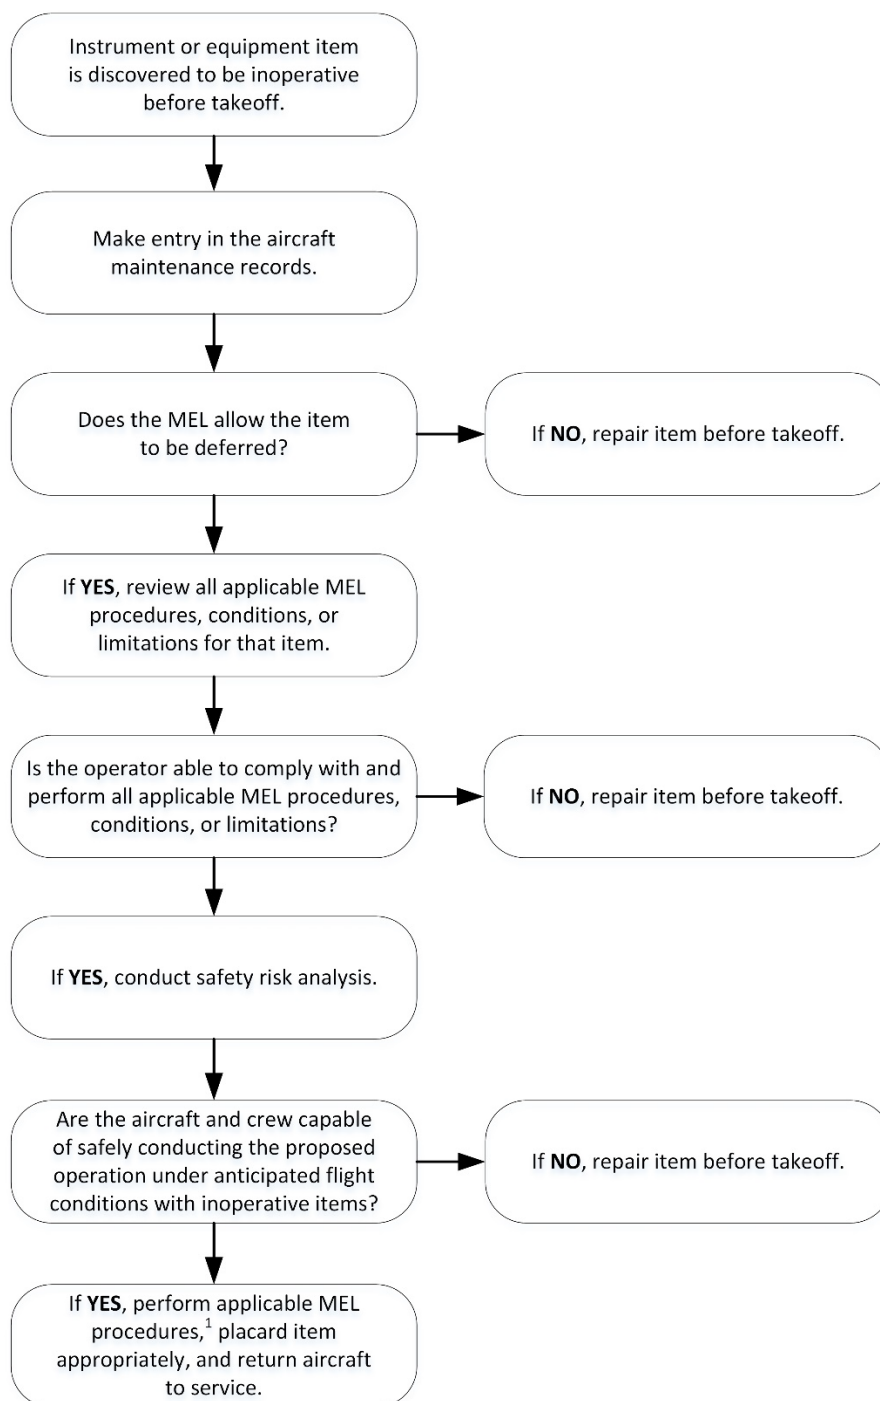 Instrument or equipment item
is discovered to be inoperative
before takeoff.
Make entry in the aircraft
maintenance records.
Does the MEL allow the item
to be deferred?
If NO, repair item before takeoff.
If YES, review all applicable MEL
procedures, conditions, or
limitations for that item.
Is the operator able to comply with and
perform all applicable MEL procedures,
conditions, or limitations?
If NO, repair item before takeoff.
If YES, conduct safety risk analysis.
Are the aircraft and crew capable
of safely conducting the proposed
operation under anticipated flight
conditions with inoperative items?
If NO, repair item before takeoff.
If YES, perform applicable MEL
procedures,¹ placard item
appropriately, and return aircraft
to service.